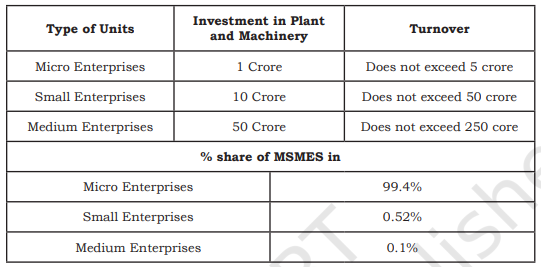 Type of Units Investment in Plant and Machinery Turnover
Micro Enterprises 1 Crore Does not exceed 5 crore
Small Enterprises 10 Crore Does not exceed 50 crore
Medium Enterprises 50 Crore Does not exceed 250 core
% share of MSMES in
Micro Enterprises 99.4%
Small Enterprises 0.52%
Medium Enterprises 0.1%